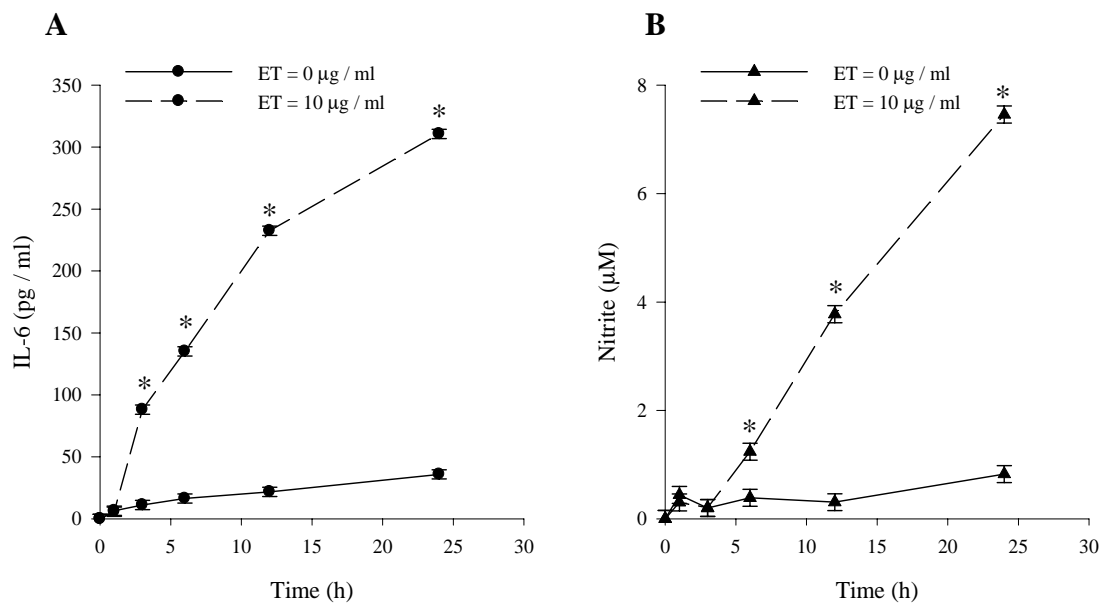 A
ET = 0 μg / ml
ET = 10 μg / ml
350
300
250
200
150
100
50
0
IL-6 (pg / ml)
*
*
*
*
*
0 5 10 15 20 25 30
Time (h)
B
ET = 0 μg / ml
ET = 10 μg / ml
8
6
4
2
0
Nitrite (μM)
*
*
*
0 5 10 15 20 25 30
Time (h)